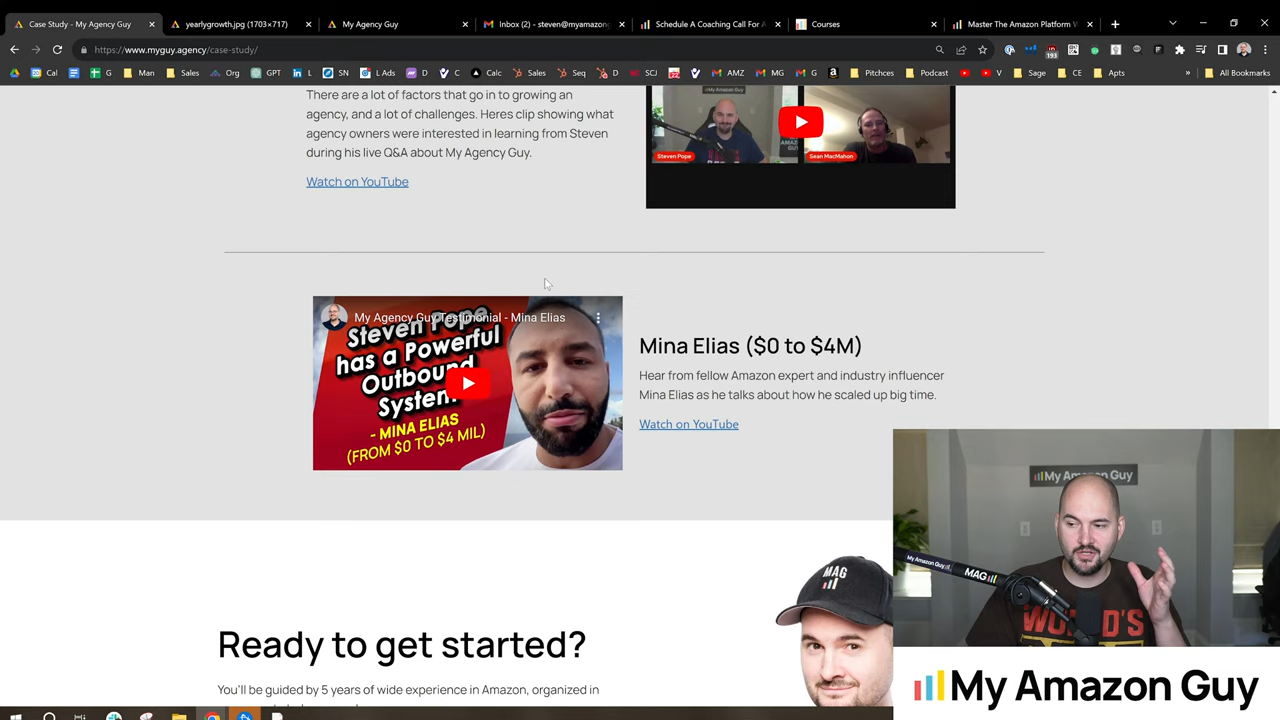 Case Study - My Agency Guy
yearlygrowth.jpg (1703×717)
My Agency Guy
Inbox (210) - steven@myamazong
Schedule A Coaching Call For A
Courses
Master The Amazon Platform W
https://www.myguy.agency/case-study/
193
Cal
G
Man
Sales
Org
GPT
L
SN
L Ads
D
C
Calc
Sales
Seq
D
SCJ
C
AMZ
MG
G
Pitchces
Podcast
V
Sage
CE
Apts
»
All Bookmarks
There are a lot of factors that go in to growing an
agency, and a lot of challenges. Heres clip showing what
agency owners were interested in learning from Steven
during his live Q&A about My Agency Guy.
Watch on YouTube
My Amazon Guy
Steven Pope
Sean MacMahon
My Agency Guy Testimonial - Mina Elias
Steven Pope
has a Powerful
Outbound
System
- MINA ELIAS
(FROM $0 TO $4 MIL)
Mina Elias ($0 to $4M)
Hear from fellow Amazon expert and industry influencer
Mina Elias as he talks about how he scaled up big time.
Watch on YouTube
Ready to get started?
You'll be guided by 5 years of wide experience in Amazon, organized in
MAG
My Amazon Guy
My Amazon Guy
MAG
WORLD'S
My Amazon Guy